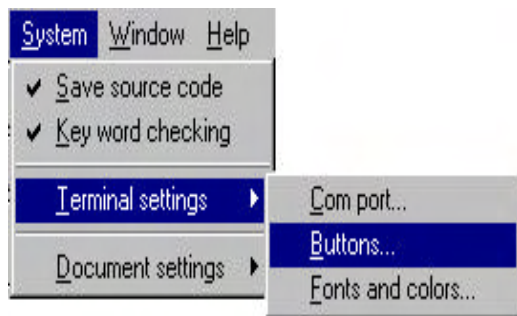 System Window Help
✔ Save source code
✔ Key word checking
Terminal settings
Com port...
Buttons...
Document settings
Fonts and colors...